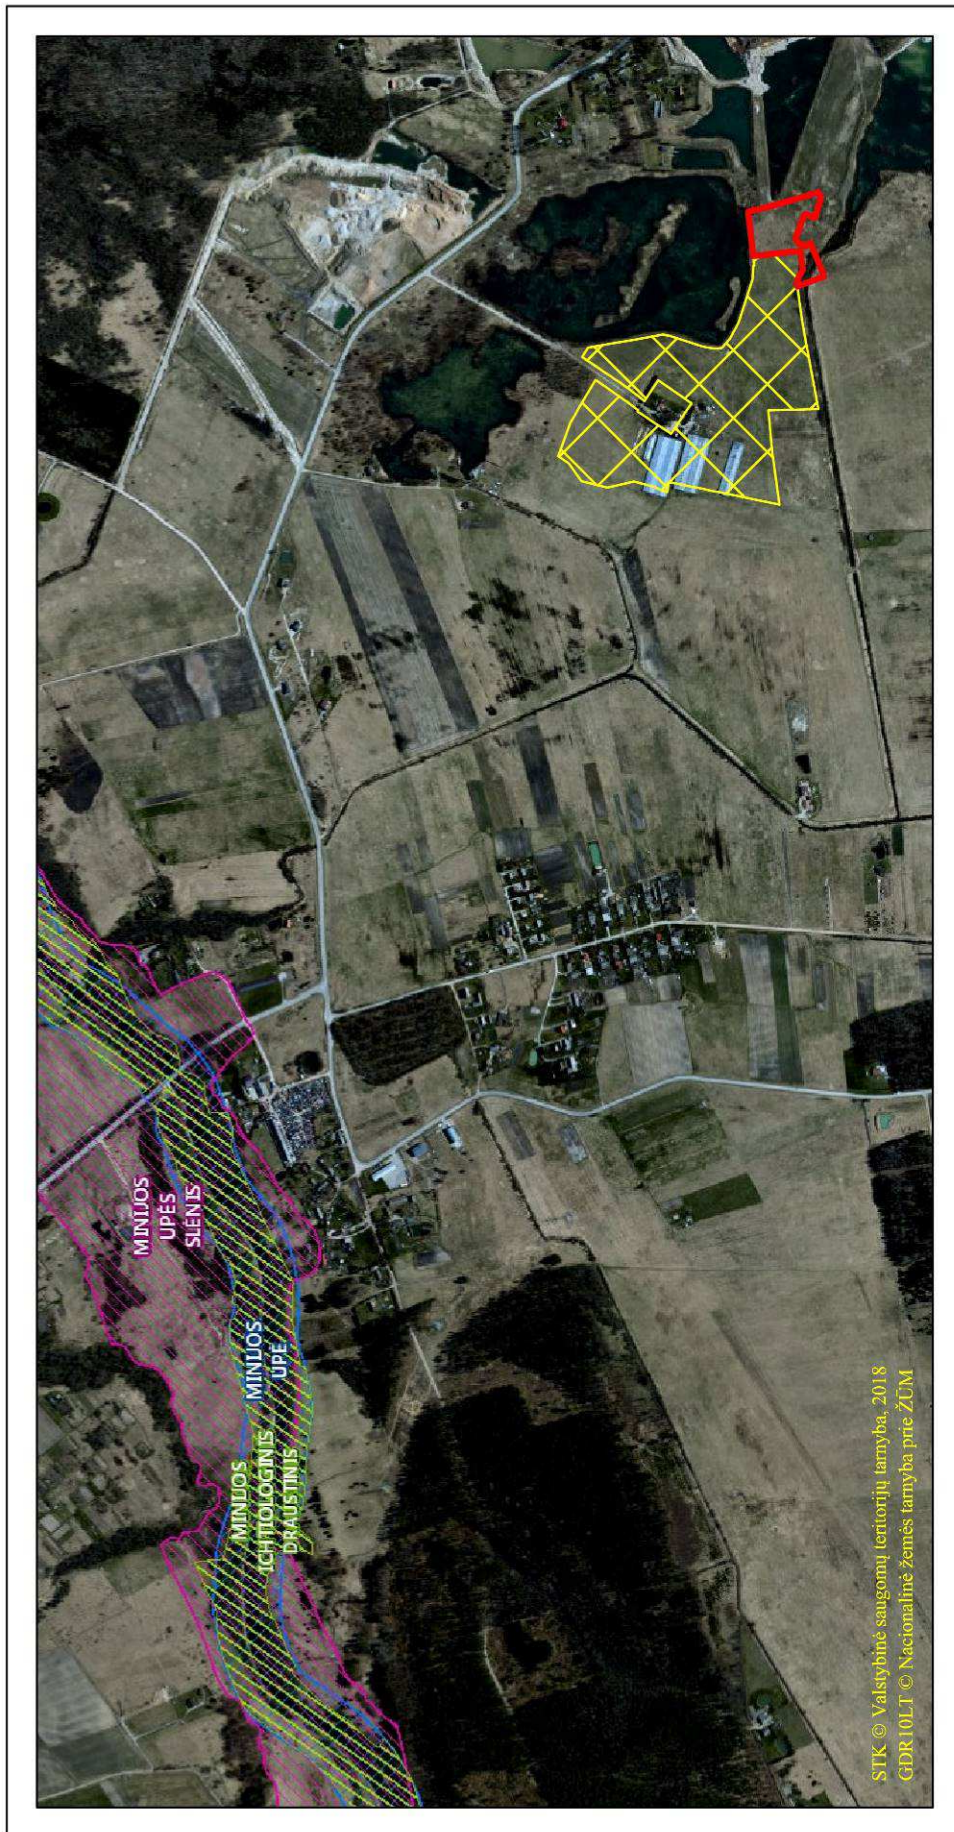 MINIJOS
UPĖS
SLĖNIS
MINIJOS
UPĖ
MINIJOS
ICHTIOLOGINIS
DRAUSTINIS
STK © Valstybinė saugomų teritorijų tarnyba, 2018
GDR10LT © Nacionalinė žemės tarnyba prie ŽŪM